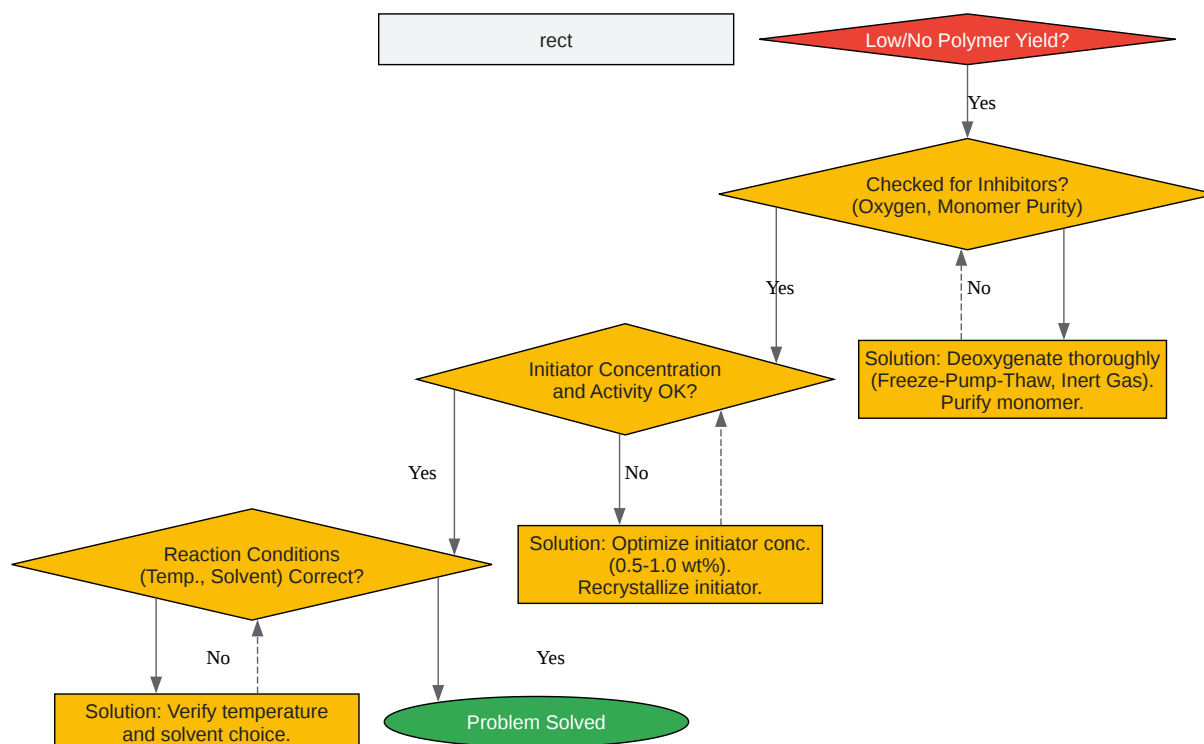 rect
Low/No Polymer Yield?
Yes
Checked for Inhibitors?
(Oxygen, Monomer Purity)
Yes
No
Initiator Concentration
and Activity OK?
Solution: Deoxygenate thoroughly
(Freeze-Pump-Thaw, Inert Gas).
Purify monomer.
Yes
No
Reaction Conditions
(Temp., Solvent) Correct?
Solution: Optimize initiator conc.
(0.5-1.0 wt%).
Recrystallize initiator.
No
Yes
Solution: Verify temperature
and solvent choice.
Problem Solved